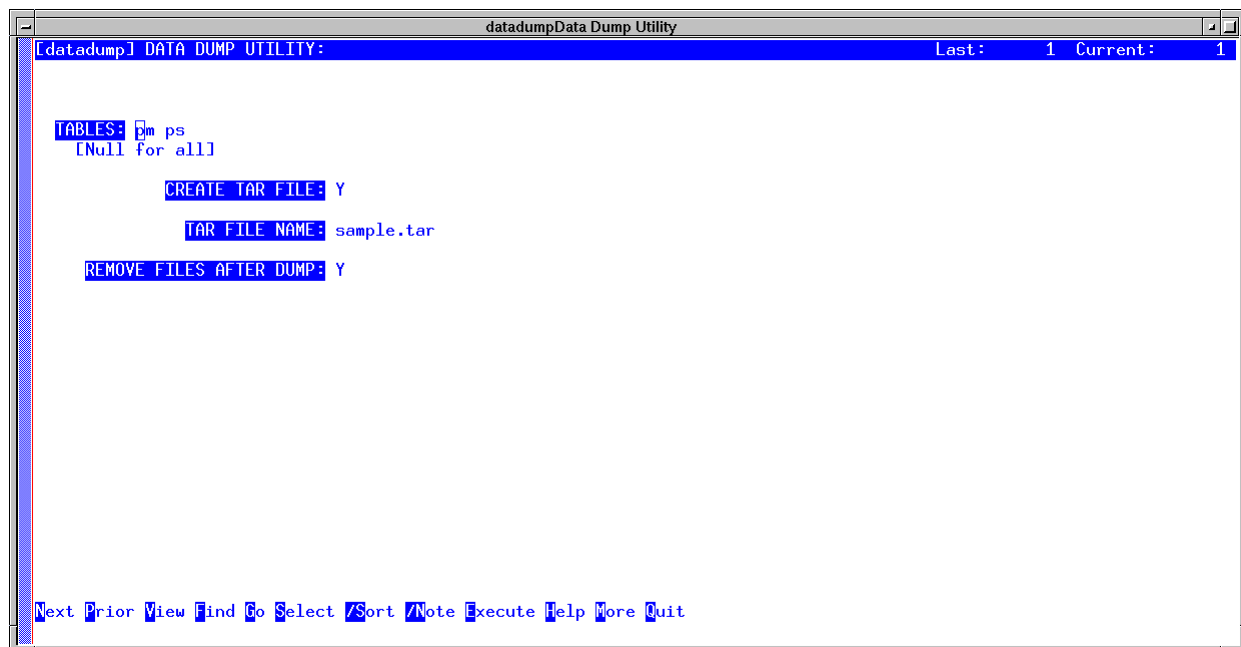 datadumpData Dump Utility
[datadump] DATA DUMP UTILITY: Last: 1 Current: 1
TABLES: pm ps
[Null for all]
CREATE TAR FILE: Y
TAR FILE NAME: sample.tar
REMOVE FILES AFTER DUMP: Y
Next Prior View Find Go Select /Sort /Note Execute Help More Quit